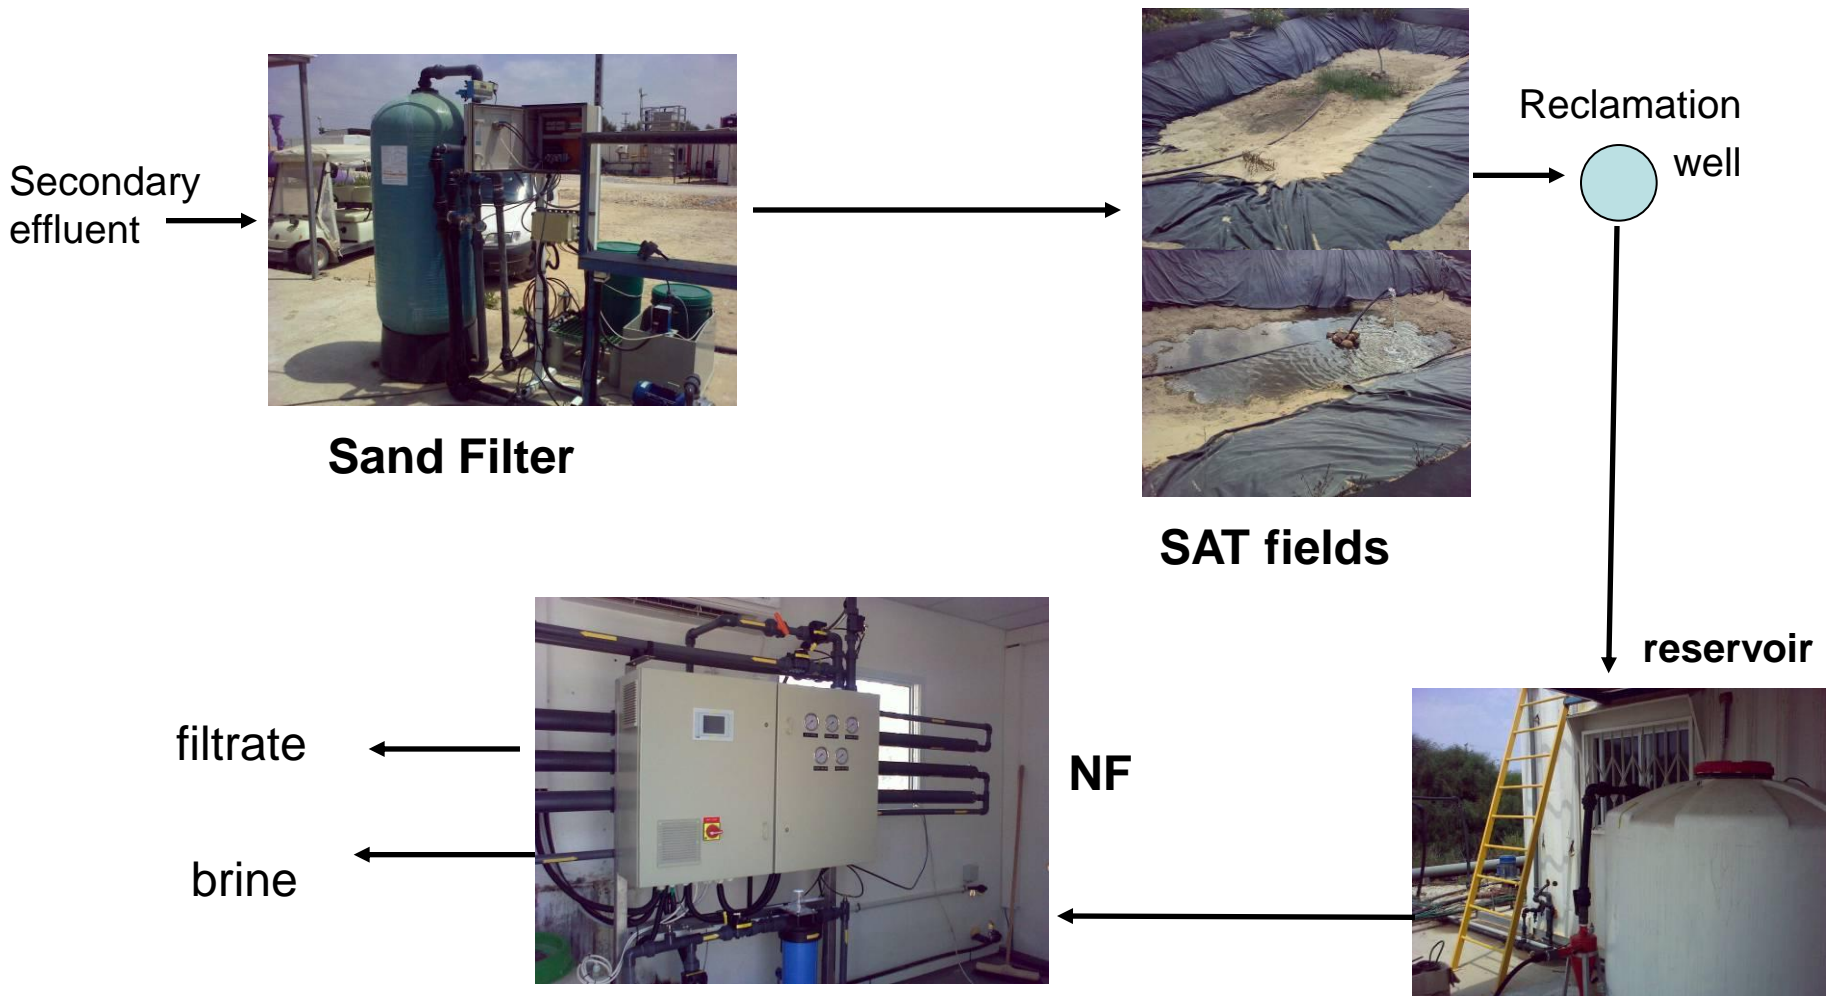 Secondary
effluent
Sand Filter
SAT fields
Reclamation
well
reservoir
NF
filtrate
brine